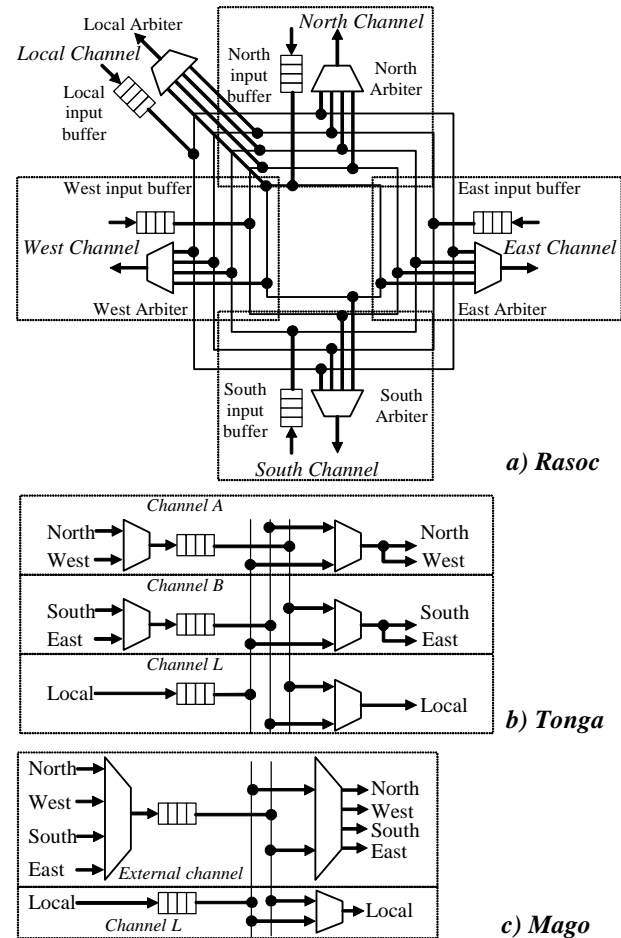 Local Arbiter
North Channel
Local Channel
North
input
buffer
North
Arbiter
Local
input
buffer
West input buffer
East input buffer
West Channel
East Channel
West Arbiter
East Arbiter
South
input
buffer
South
Arbiter
South Channel
a) Rasoc
Channel A
North
West
North
West
Channel B
South
East
South
East
Channel L
Local
Local
b) Tonga
North
West
South
East
North
West
South
East
External channel
Local
Local
Channel L
c) Mago